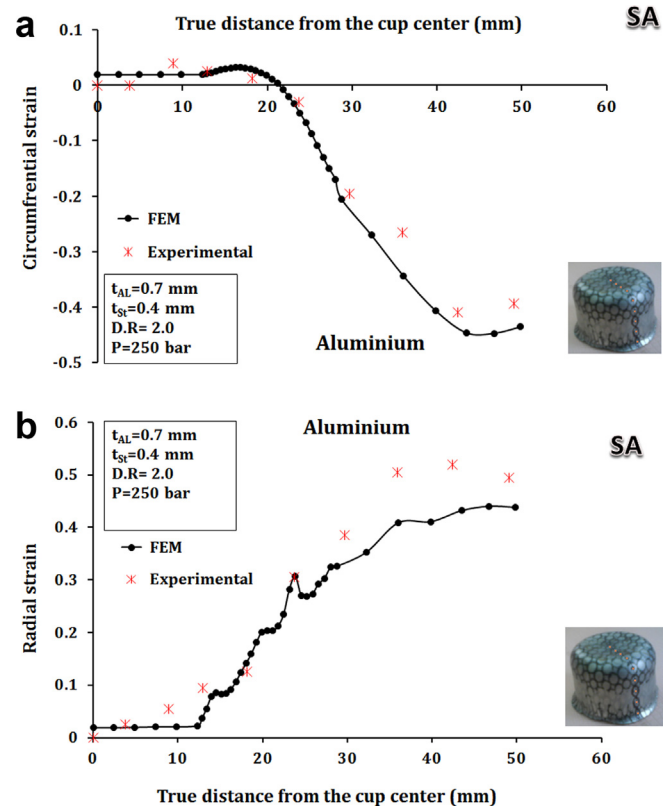 a
True distance from the cup center (mm)
SA
0.1
0
0 10 20 30 40 50 60
-0.1
-0.2
-0.3
-0.4
-0.5
Circumfrential strain
FEM
Experimental
tAL=0.7 mm
tSt=0.4 mm
D.R= 2.0
P=250 bar
Aluminium
b
0.6
0.5
0.4
0.3
0.2
0.1
0
Radial strain
tAL=0.7 mm
tSt=0.4 mm
D.R= 2.0
P=250 bar
Aluminium
SA
FEM
Experimental
0 10 20 30 40 50 60
True distance from the cup center (mm)